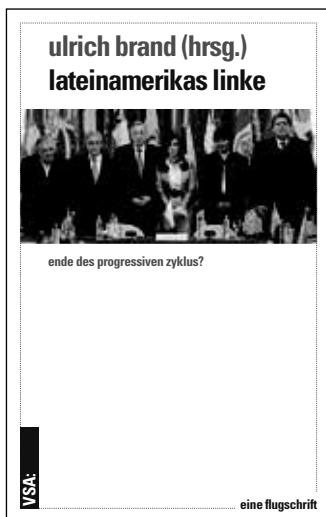 ulrich brand (hrsg.)
lateinamerikas linke
ende des progressiven zyklus?
VSA:
eine flugschrift